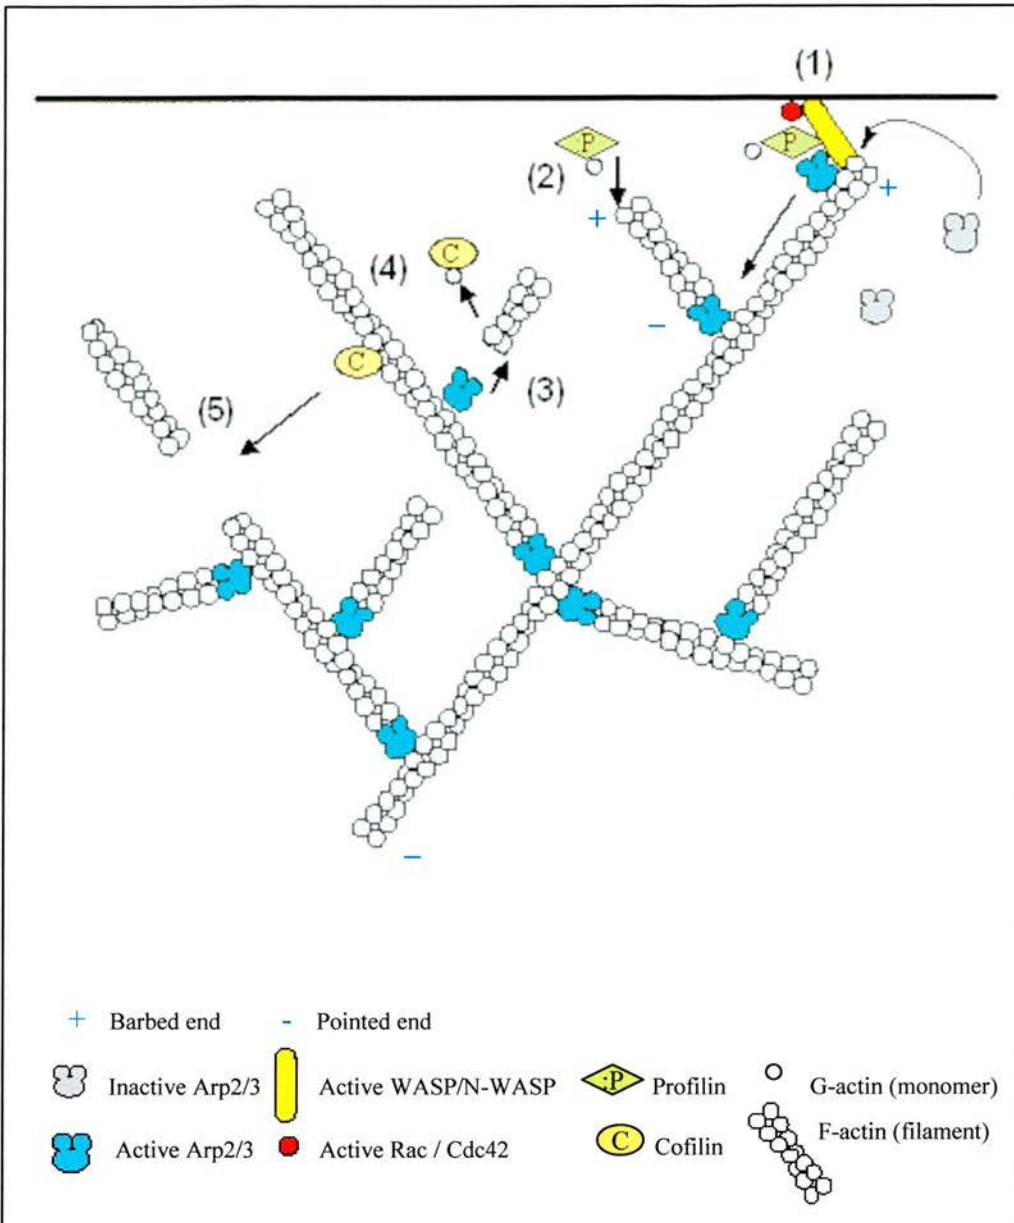 (1)
P
P
(2)
+
+
C
(4)
−
C
(3)
(5)
−
+ Barbed end - Pointed end
Inactive Arp2/3 Active WASP/N-WASP :P Profilin G-actin (monomer)
Active Arp2/3 Active Rac / Cdc42 C Cofilin F-actin (filament)